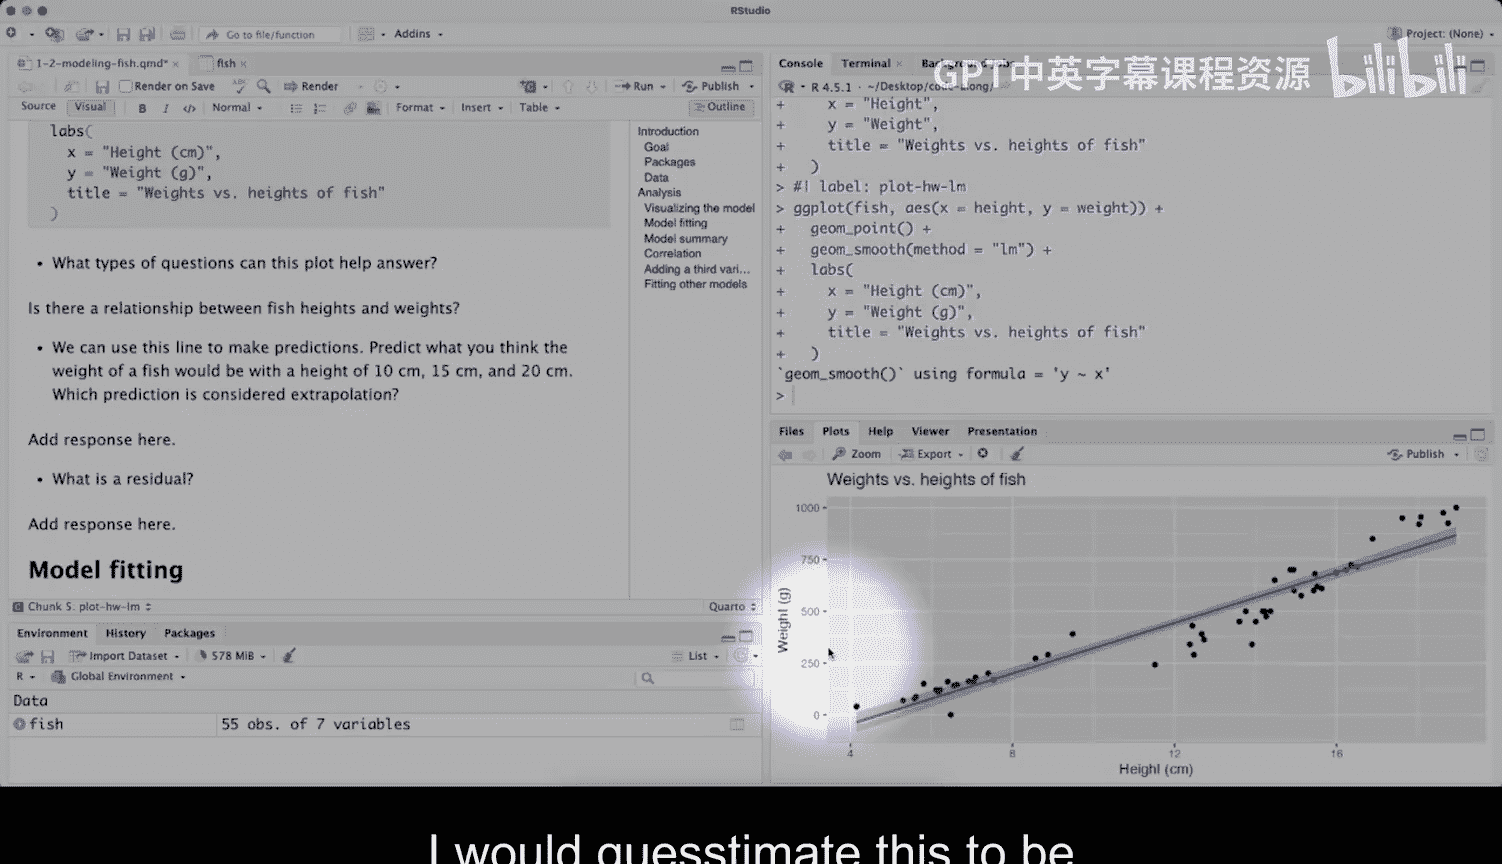 RStudio
Go to file/function
Addins
Project: (None)
1-2-modeling-fish.qmd*
fish
Render on Save
Render
Run
Publish
Source
Visual
B
I
</>
Normal
Format
Insert
Table
Outline
labs(
x = "Height (cm)",
y = "Weight (g)",
title = "Weights vs. heights of fish"
)
• What types of questions can this plot help answer?
Is there a relationship between fish heights and weights?
• We can use this line to make predictions. Predict what you think the
weight of a fish would be with a height of 10 cm, 15 cm, and 20 cm.
Which prediction is considered extrapolation?
Add response here.
• What is a residual?
Add response here.
Model fitting
Introduction
Goal
Packages
Data
Analysis
Visualizing the model
Model fitting
Model summary
Correlation
Adding a third vari...
Fitting other models
Chunk 5: plot-hw-lm
Quarto
Environment
History
Packages
Import Dataset
578 MiB
List
R
Global Environment
Data
fish
55 obs. of 7 variables
Console
Terminal
GPT中英字幕课程资源
bilibili
R 4.5.1 · ~/Desktop/code-along/
+ x = "Height",
+ y = "Weight",
+ title = "Weights vs. heights of fish"
+ )
> #| label: plot-hw-lm
> ggplot(fish, aes(x = height, y = weight)) +
+ geom_point() +
+ geom_smooth(method = "lm") +
+ labs(
+ x = "Height (cm)",
+ y = "Weight (g)",
+ title = "Weights vs. heights of fish"
+ )
`geom_smooth()` using formula = 'y ~ x'
>
Files
Plots
Help
Viewer
Presentation
Zoom
Export
Publish
Weights vs. heights of fish
1000
750
500
250
0
Weight (g)
4
8
12
16
Height (cm)
I would guesstimate this to be